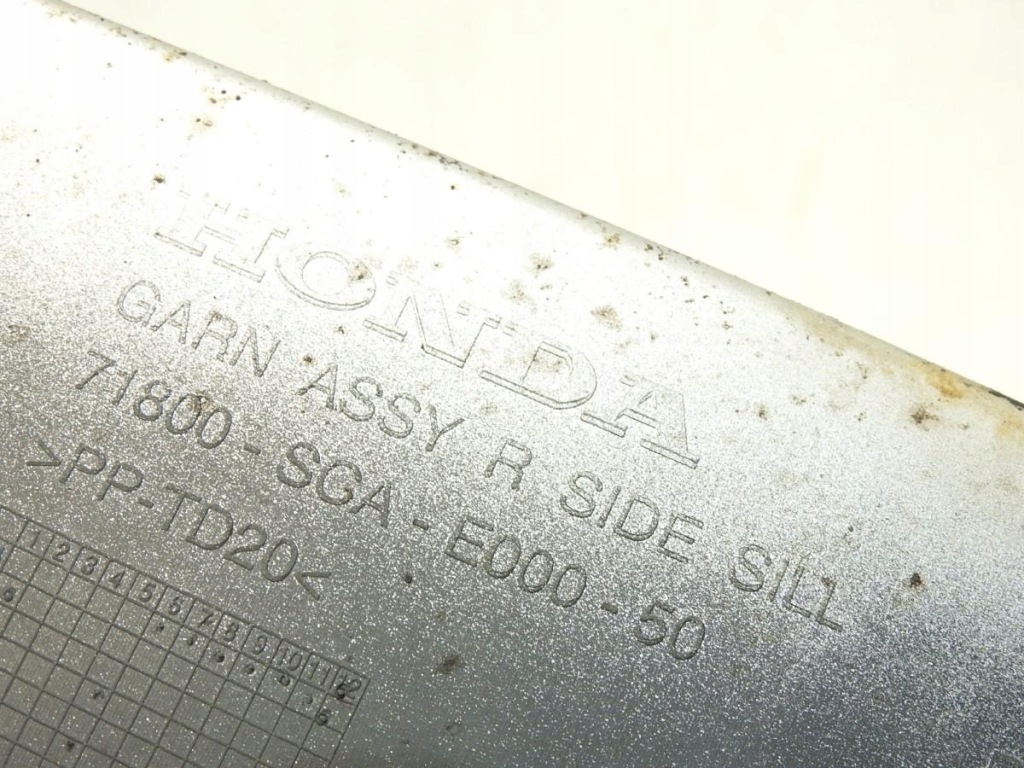 HONDA
GARN ASSY R SIDE SILL
71800-SGA-E000-50
>PP-TD20<
1 2 3 4 5 6 7 8 9 10 11 12